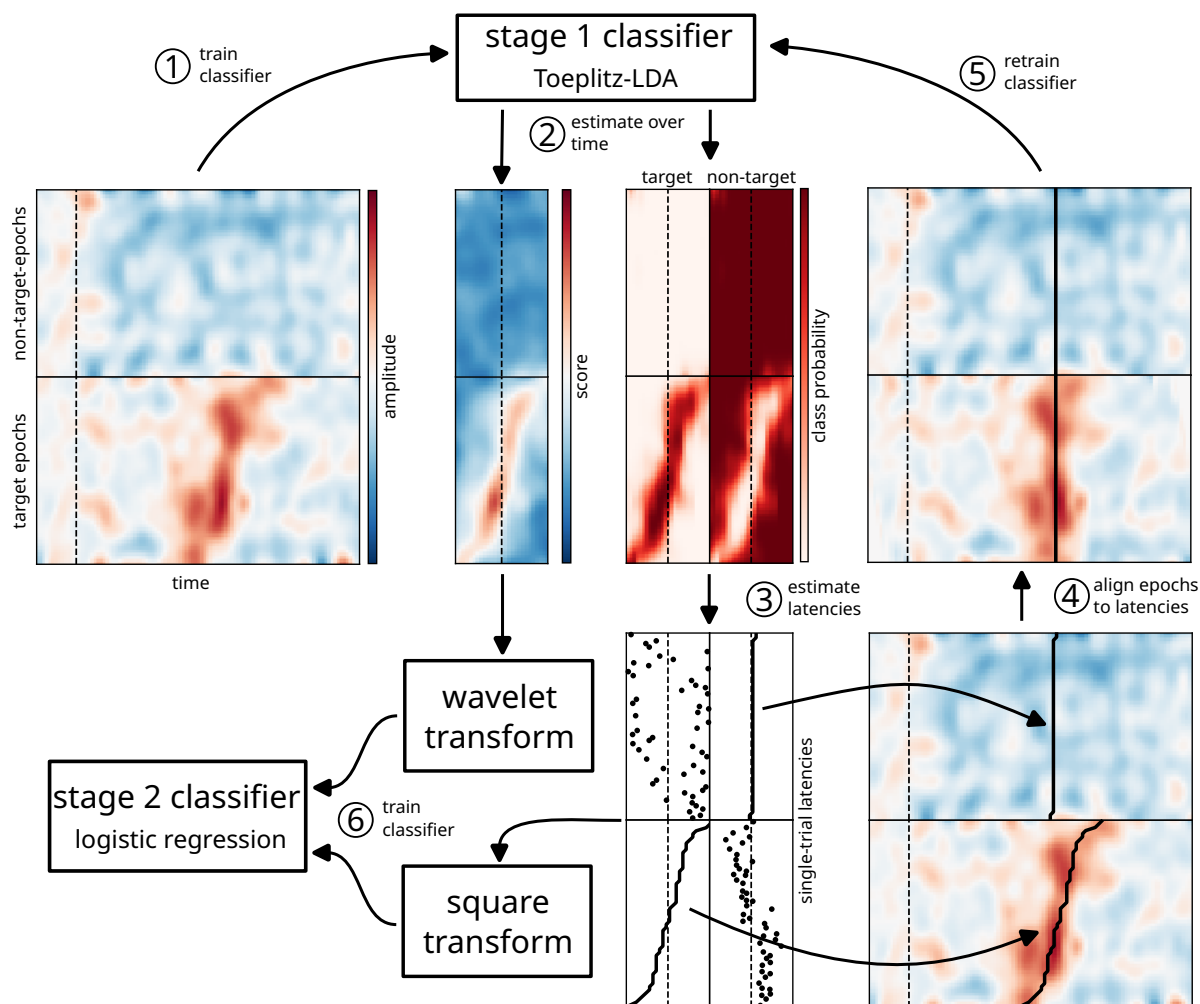 stage 1 classifier
Toeplitz-LDA
1 train
classifier
5 retrain
classifier
2 estimate over
time
target non-target
non-target-epochs
target epochs
amplitude
score
class probability
time
3 estimate
latencies
4 align epochs
to latencies
wavelet
transform
stage 2 classifier
logistic regression
6 train
classifier
square
transform
single-trial latencies